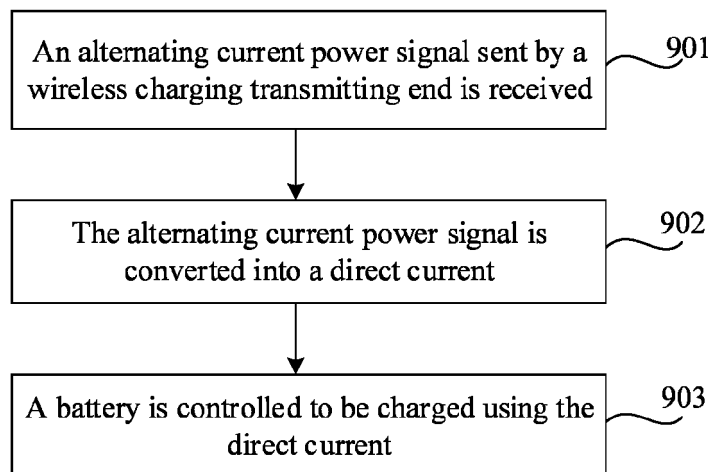 An alternating current power signal sent by a
wireless charging transmitting end is received
901
The alternating current power signal is
converted into a direct current
902
A battery is controlled to be charged using the
direct current
903